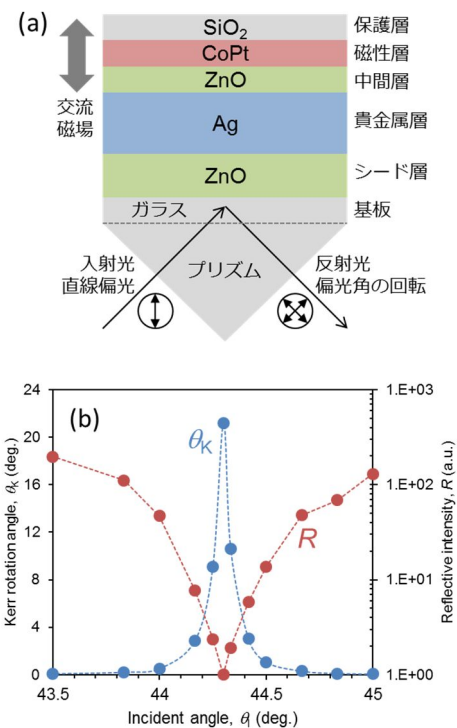 (a)
SiO2 保護層
CoPt 磁性層
ZnO 中間層
交流
磁場
Ag 貴金属層
ZnO シード層
ガラス 基板
入射光 プリズム 反射光
直線偏光 偏光角の回転
(b)
24 1.E+03
20
16 1.E+02
12
8 1.E+01
4
0 1.E+00
Kerr rotation angle, θK (deg.)
Reflective intensity, R (a.u.)
θK
R
43.5 44 44.5 45
Incident angle, θi (deg.)